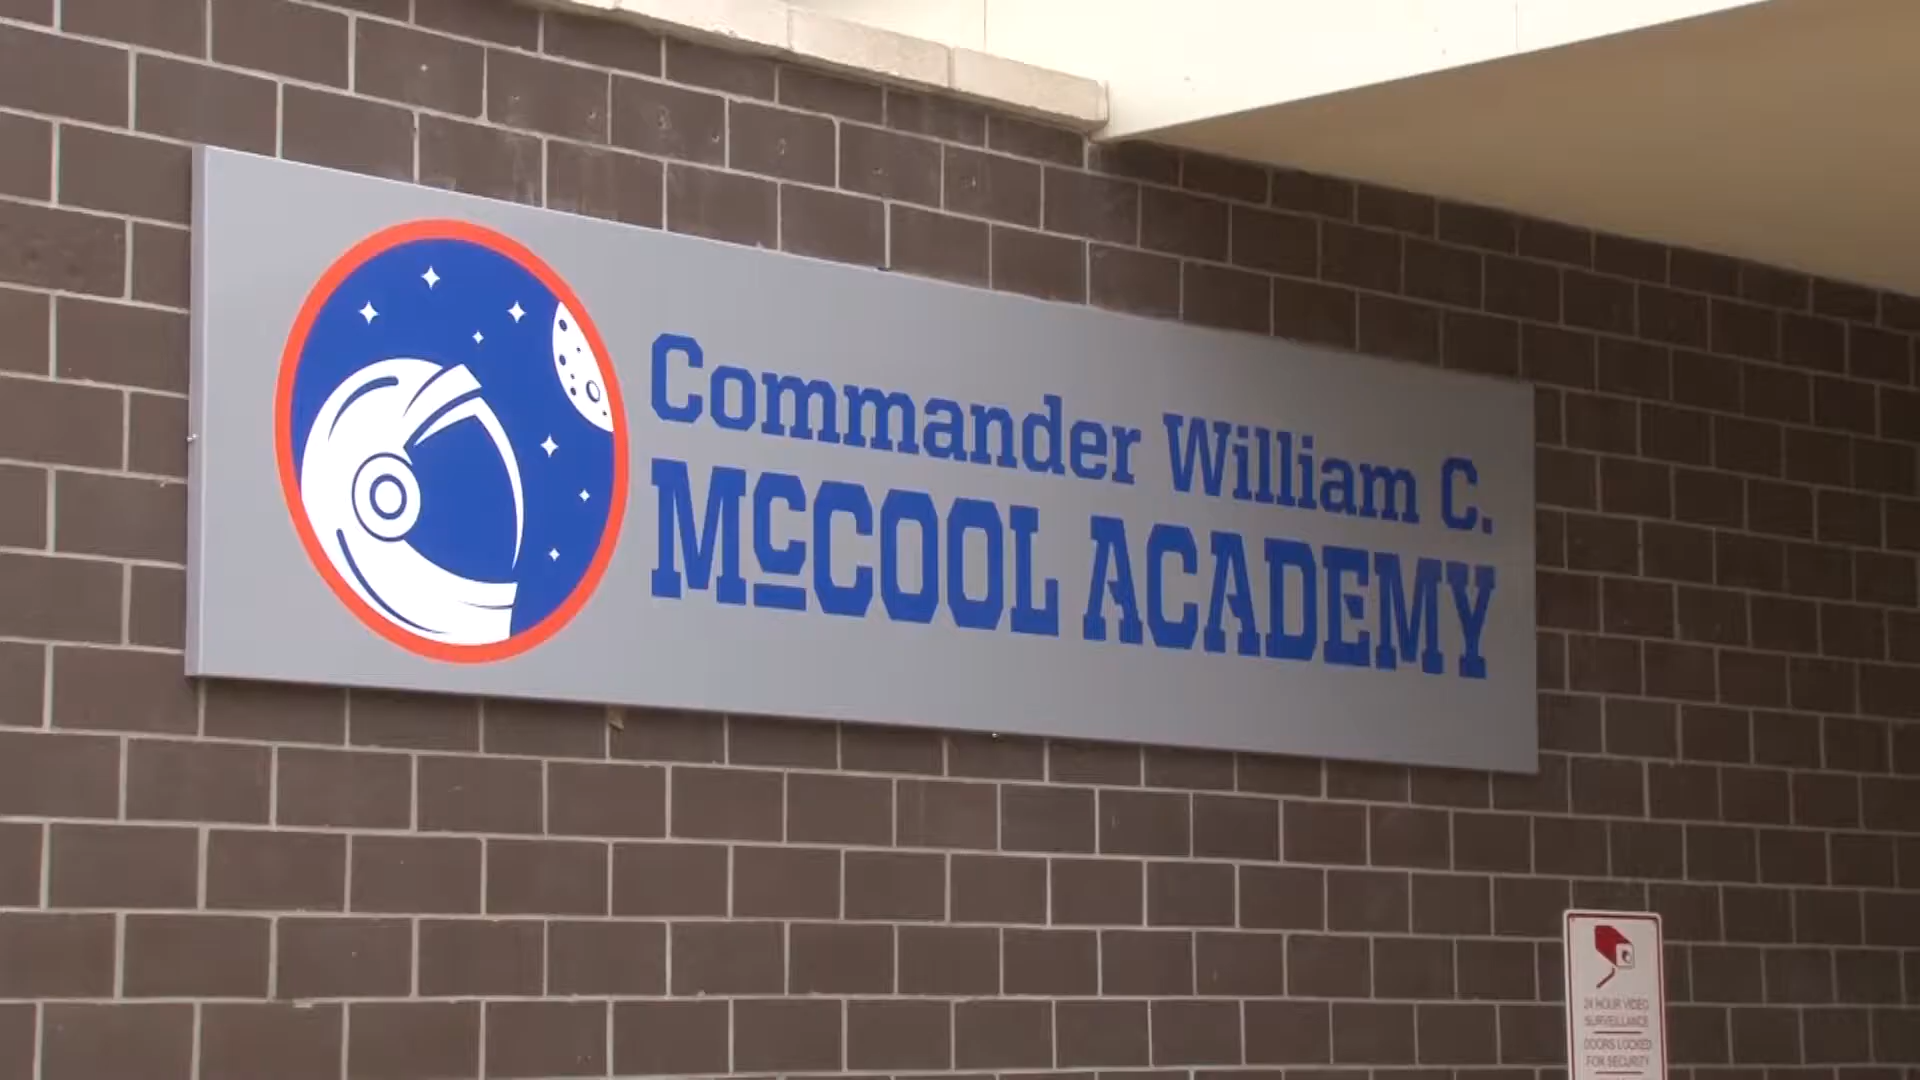 Commander William C.
McCOOL ACADEMY
24 HOUR VIDEO
SURVEILLANCE
DOORS LOCKED
FOR SECURITY